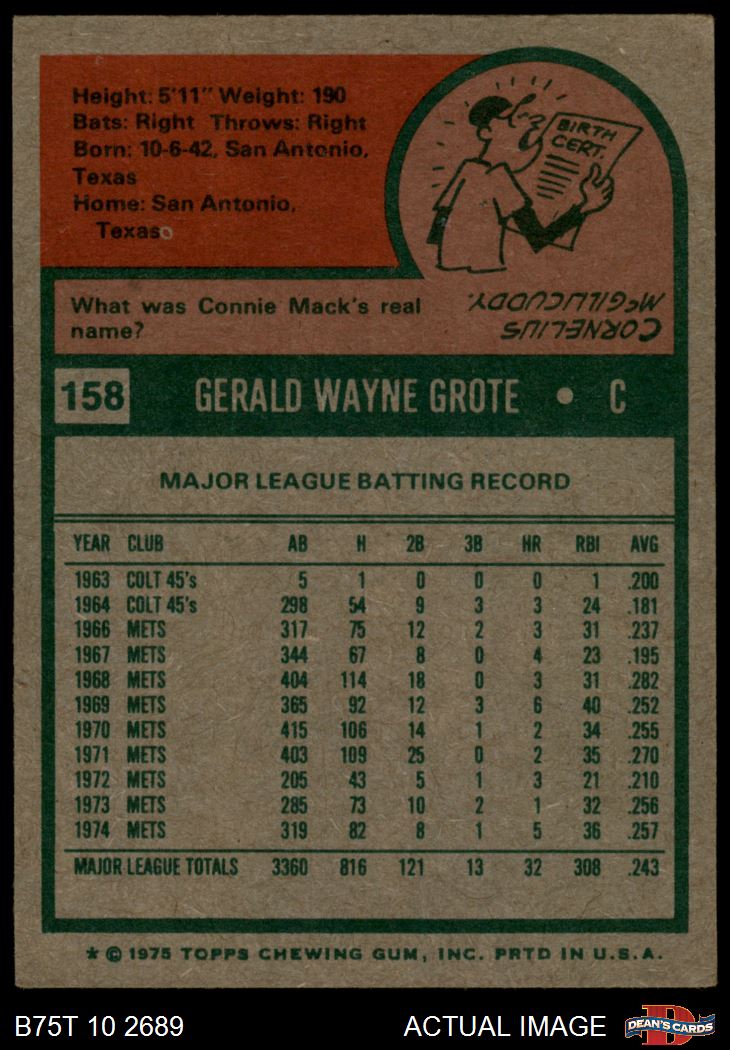 Height: 5'11" Weight: 190
Bats: Right Throws: Right
Born: 10-6-42, San Antonio,
Texas
Home: San Antonio,
Texas
BIRTH
CERT.
What was Connie Mack's real
name?
CORNELIUS
McGILLICUDDY.
158 GERALD WAYNE GROTE • C
MAJOR LEAGUE BATTING RECORD
YEAR CLUB AB H 2B 3B HR RBI AVG
1963 COLT 45's 5 1 0 0 0 1 .200
1964 COLT 45's 298 54 9 3 3 24 .181
1966 METS 317 75 12 2 3 31 .237
1967 METS 344 67 8 0 4 23 .195
1968 METS 404 114 18 0 3 31 .282
1969 METS 365 92 12 3 6 40 .252
1970 METS 415 106 14 1 2 34 .255
1971 METS 403 109 25 0 2 35 .270
1972 METS 205 43 5 1 3 21 .210
1973 METS 285 73 10 2 1 32 .256
1974 METS 319 82 8 1 5 36 .257
MAJOR LEAGUE TOTALS 3360 816 121 13 32 308 .243
* © 1975 TOPPS CHEWING GUM, INC. PRTD IN U.S.A.
B75T 10 2689 ACTUAL IMAGE
D
DEAN'S CARDS